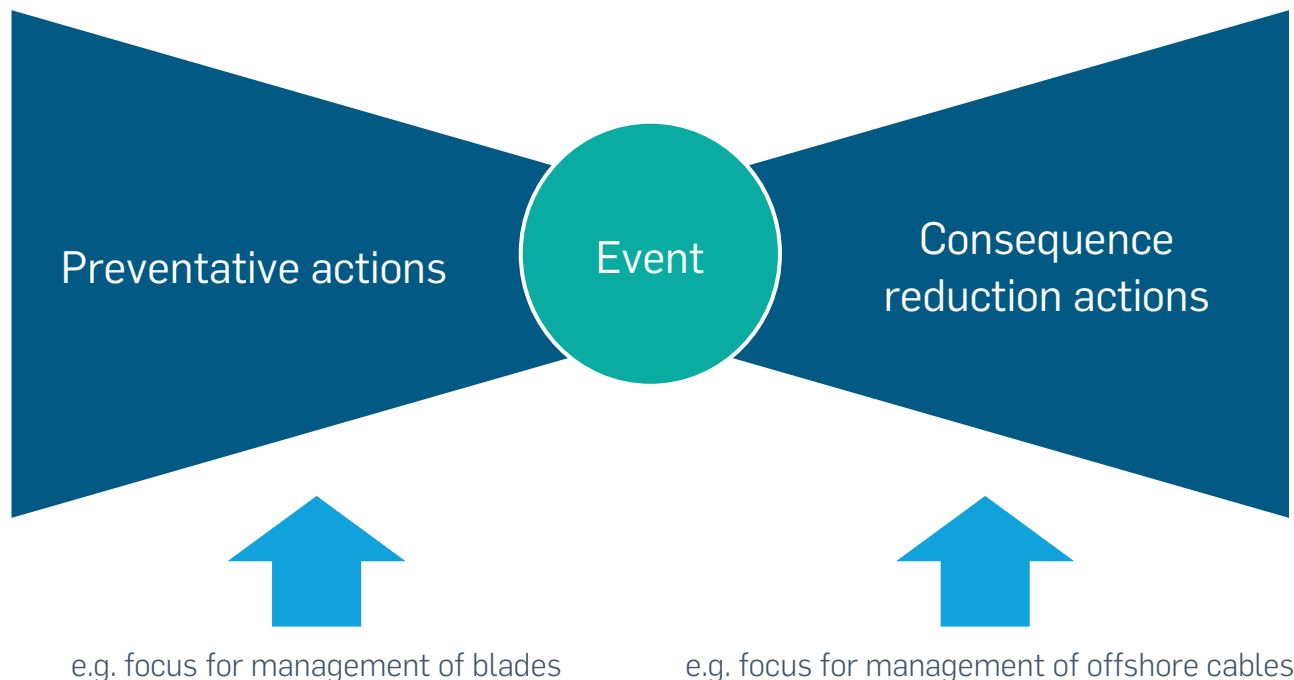 Preventative actions
Event
Consequence
reduction actions
e.g. focus for management of blades
e.g. focus for management of offshore cables